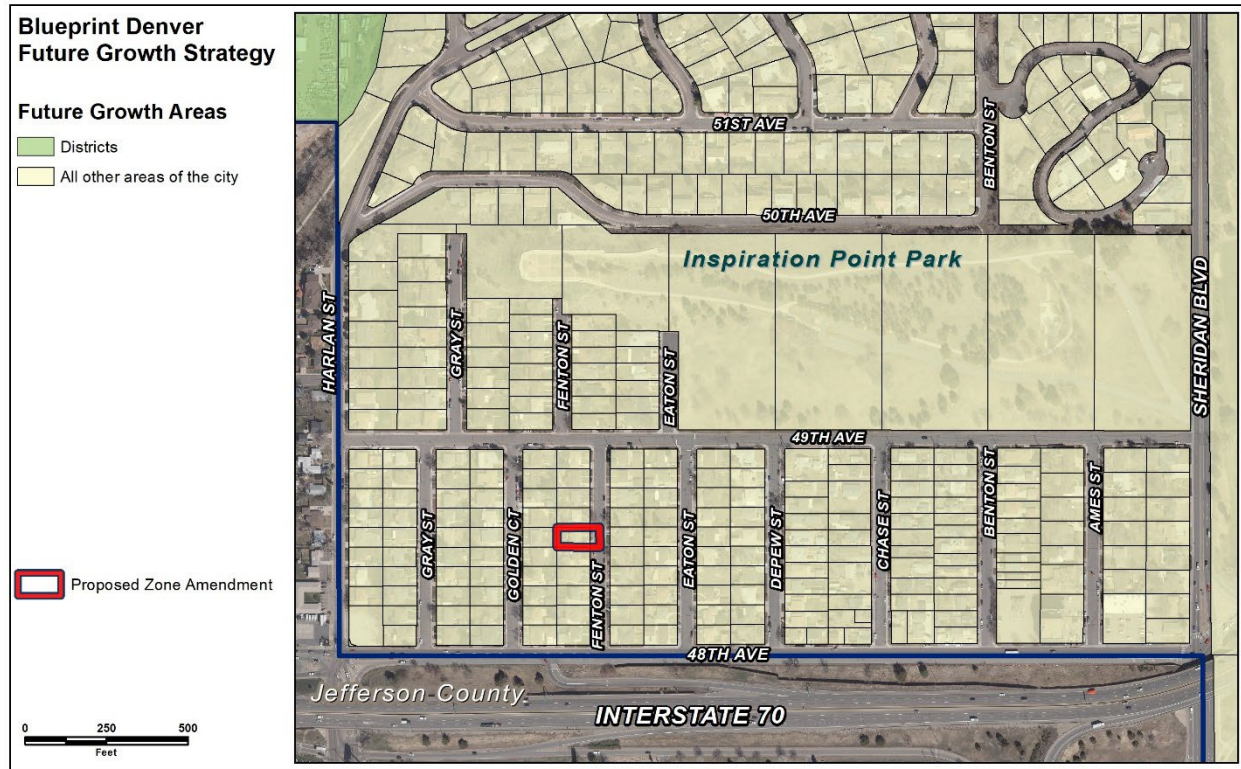 Blueprint Denver
Future Growth Strategy
Future Growth Areas
Districts
All other areas of the city
Proposed Zone Amendment
0 250 500
Feet
51ST AVE
BENTON ST
50TH AVE
Inspiration Point Park
HARLAN ST
GRAY ST
FENTON ST
EATON ST
SHERIDAN BLVD
49TH AVE
GRAY ST
GOLDEN CT
FENTON ST
EATON ST
DEPEW ST
CHASE ST
BENTON ST
AMES ST
48TH AVE
Jefferson County
INTERSTATE 70